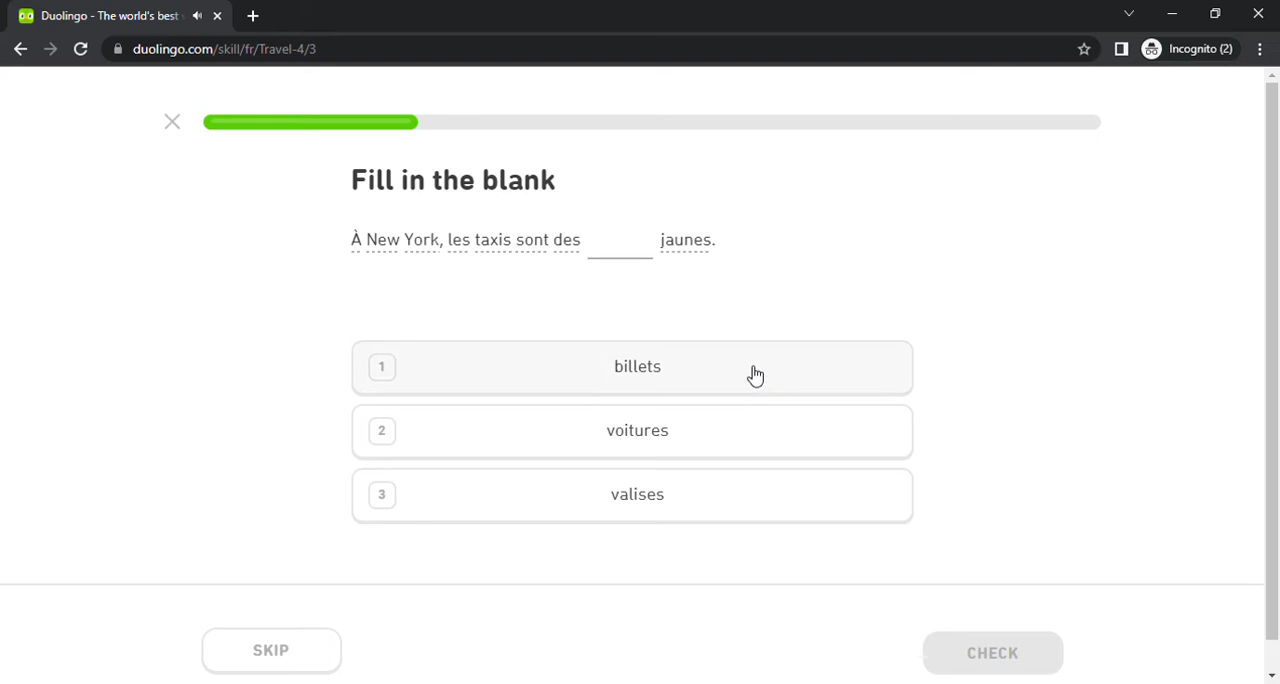 Duolingo - The world's best
duolingo.com/skill/fr/Travel-4/3
Incognito (2)
Fill in the blank
À New York, les taxis sont des ______ jaunes.
1 billets
2 voitures
3 valises
SKIP
CHECK